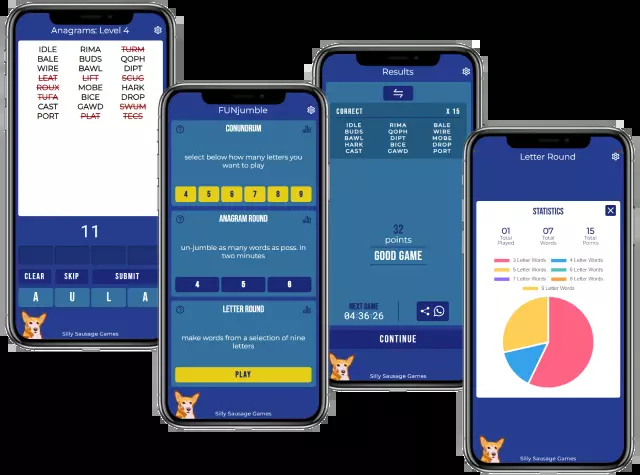 Anagrams: Level 4
IDLE RIMA TURM
BALE BUDS QOPH
WIRE BAWL DIPT
LEAT LIFT SCUG
ROUX MOBE HARK
TUFA BICE DROP
CAST GAWD SWUM
PORT PLAT TECS
11
CLEAR SKIP SUBMIT
A U L A
Silly Sausage Games
FUNjumble
CONUNDRUM
select below how many letters you
want to play
4 5 6 7 8 9
ANAGRAM ROUND
un-jumble as many words as poss. in
two minutes
4 5 6
LETTER ROUND
make words from a selection of nine
letters
PLAY
Silly Sausage Games
Results
CORRECT X 15
IDLE RIMA BALE
BUDS QOPH WIRE
BAWL DIPT MOBE
HARK BICE DROP
CAST GAWD PORT
32
points
GOOD GAME
NEXT GAME
04:36:26
CONTINUE
Silly Sausage Games
Letter Round
STATISTICS
01 07 15
Total Total Total
Played Words Points
3 Letter Words 4 Letter Words
5 Letter Words 6 Letter Words
7 Letter Words 8 Letter Words
9 Letter Words
Silly Sausage Games